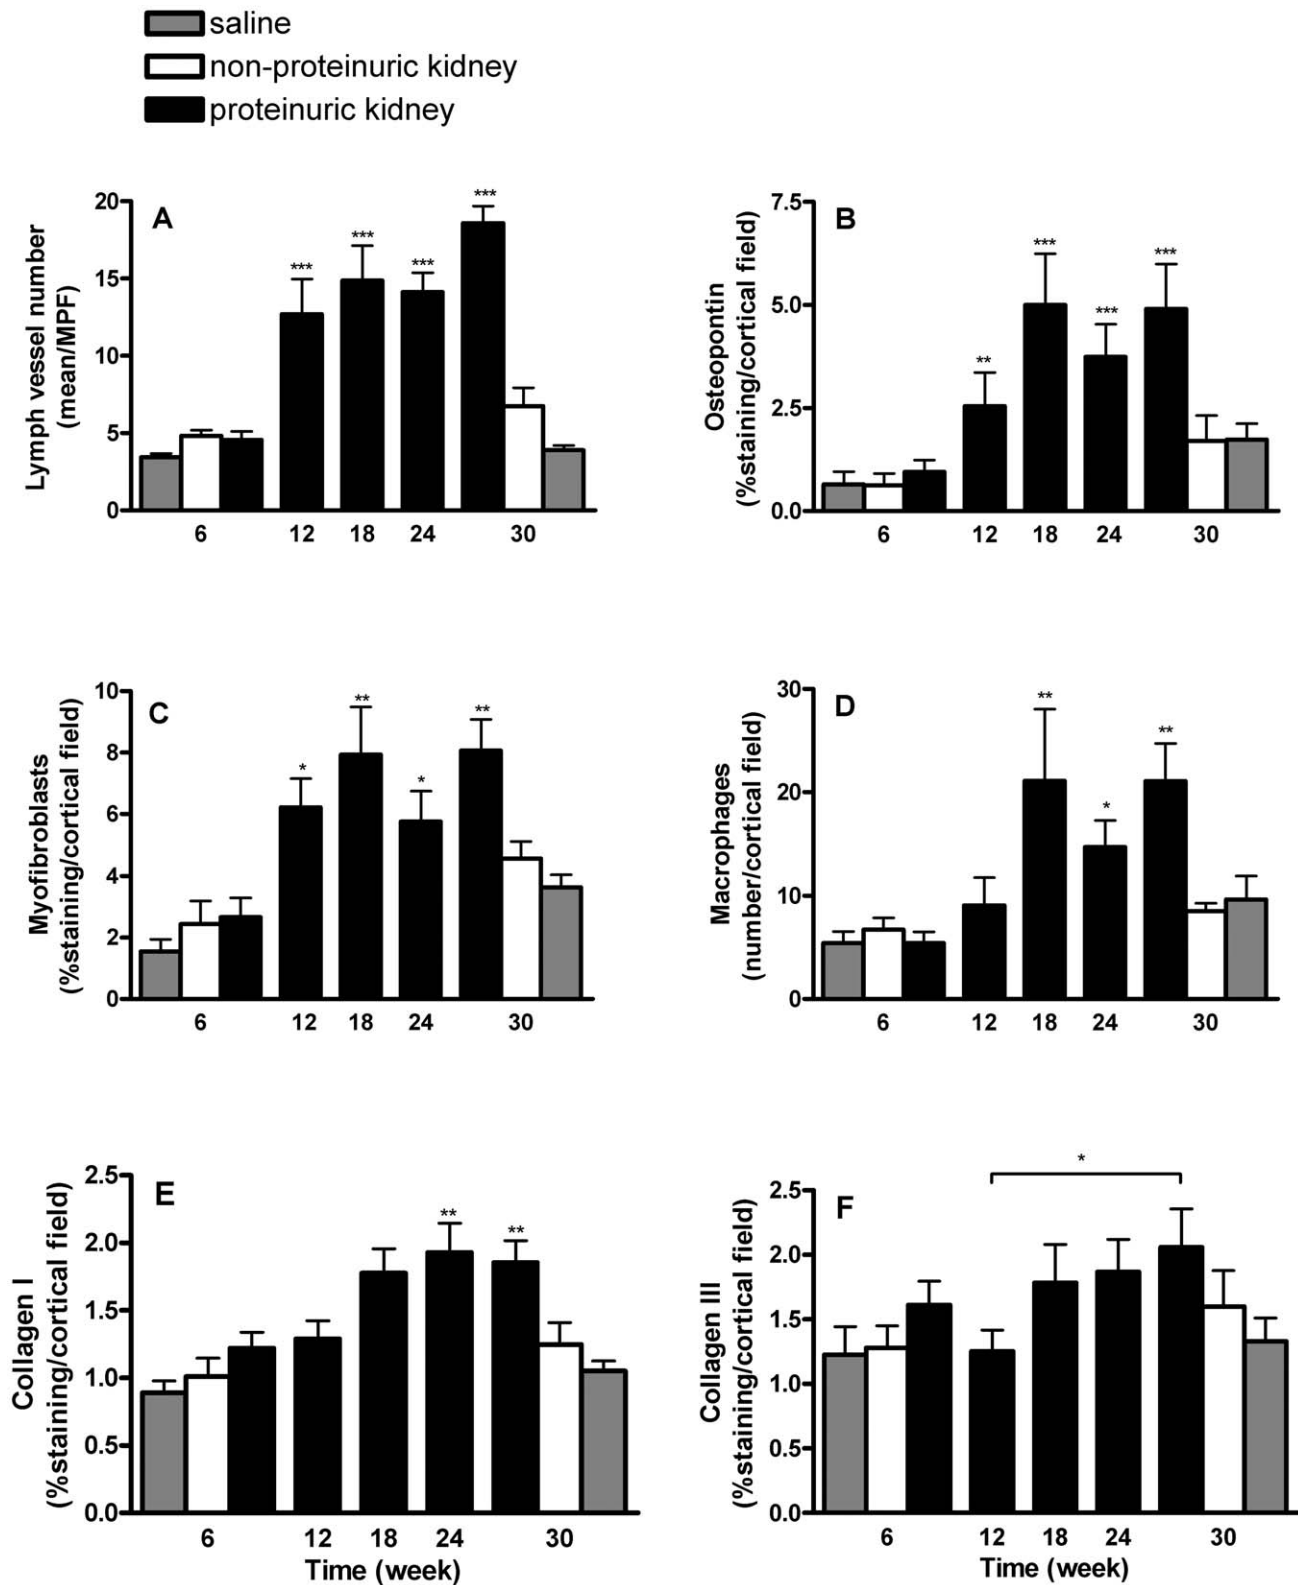 saline
non-proteinuric kidney
proteinuric kidney
A
Lymph vessel number
(mean/MPF)
20
15
10
5
0
***
***
***
***
6 12 18 24 30
B
Osteopontin
(%staining/cortical field)
7.5
5.0
2.5
0.0
**
***
***
***
6 12 18 24 30
C
Myofibroblasts
(%staining/cortical field)
10
8
6
4
2
0
*
**
*
**
6 12 18 24 30
D
Macrophages
(number/cortical field)
30
20
10
0
**
*
**
6 12 18 24 30
E
Collagen I
(%staining/cortical field)
2.5
2.0
1.5
1.0
0.5
0.0
**
**
6 12 18 24 30
Time (week)
F
Collagen III
(%staining/cortical field)
2.5
2.0
1.5
1.0
0.5
0.0
*
6 12 18 24 30
Time (week)